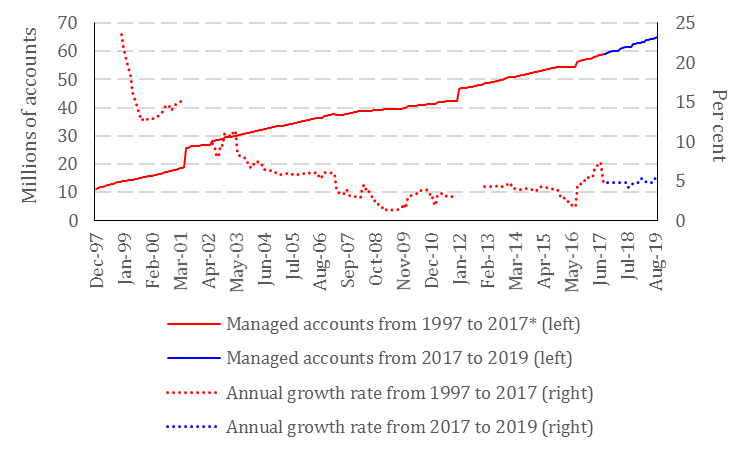 Millions of accounts
70
60
50
40
30
20
10
0
25
20
15
10
5
0
Per cent
Dec-97
Jan-99
Feb-00
Mar-01
Apr-02
May-03
Jun-04
Jul-05
Aug-06
Sep-07
Oct-08
Nov-09
Dec-10
Jan-12
Feb-13
Mar-14
Apr-15
May-16
Jun-17
Jul-18
Aug-19
Managed accounts from 1997 to 2017* (left)
Managed accounts from 2017 to 2019 (left)
Annual growth rate from 1997 to 2017 (right)
Annual growth rate from 2017 to 2019 (right)